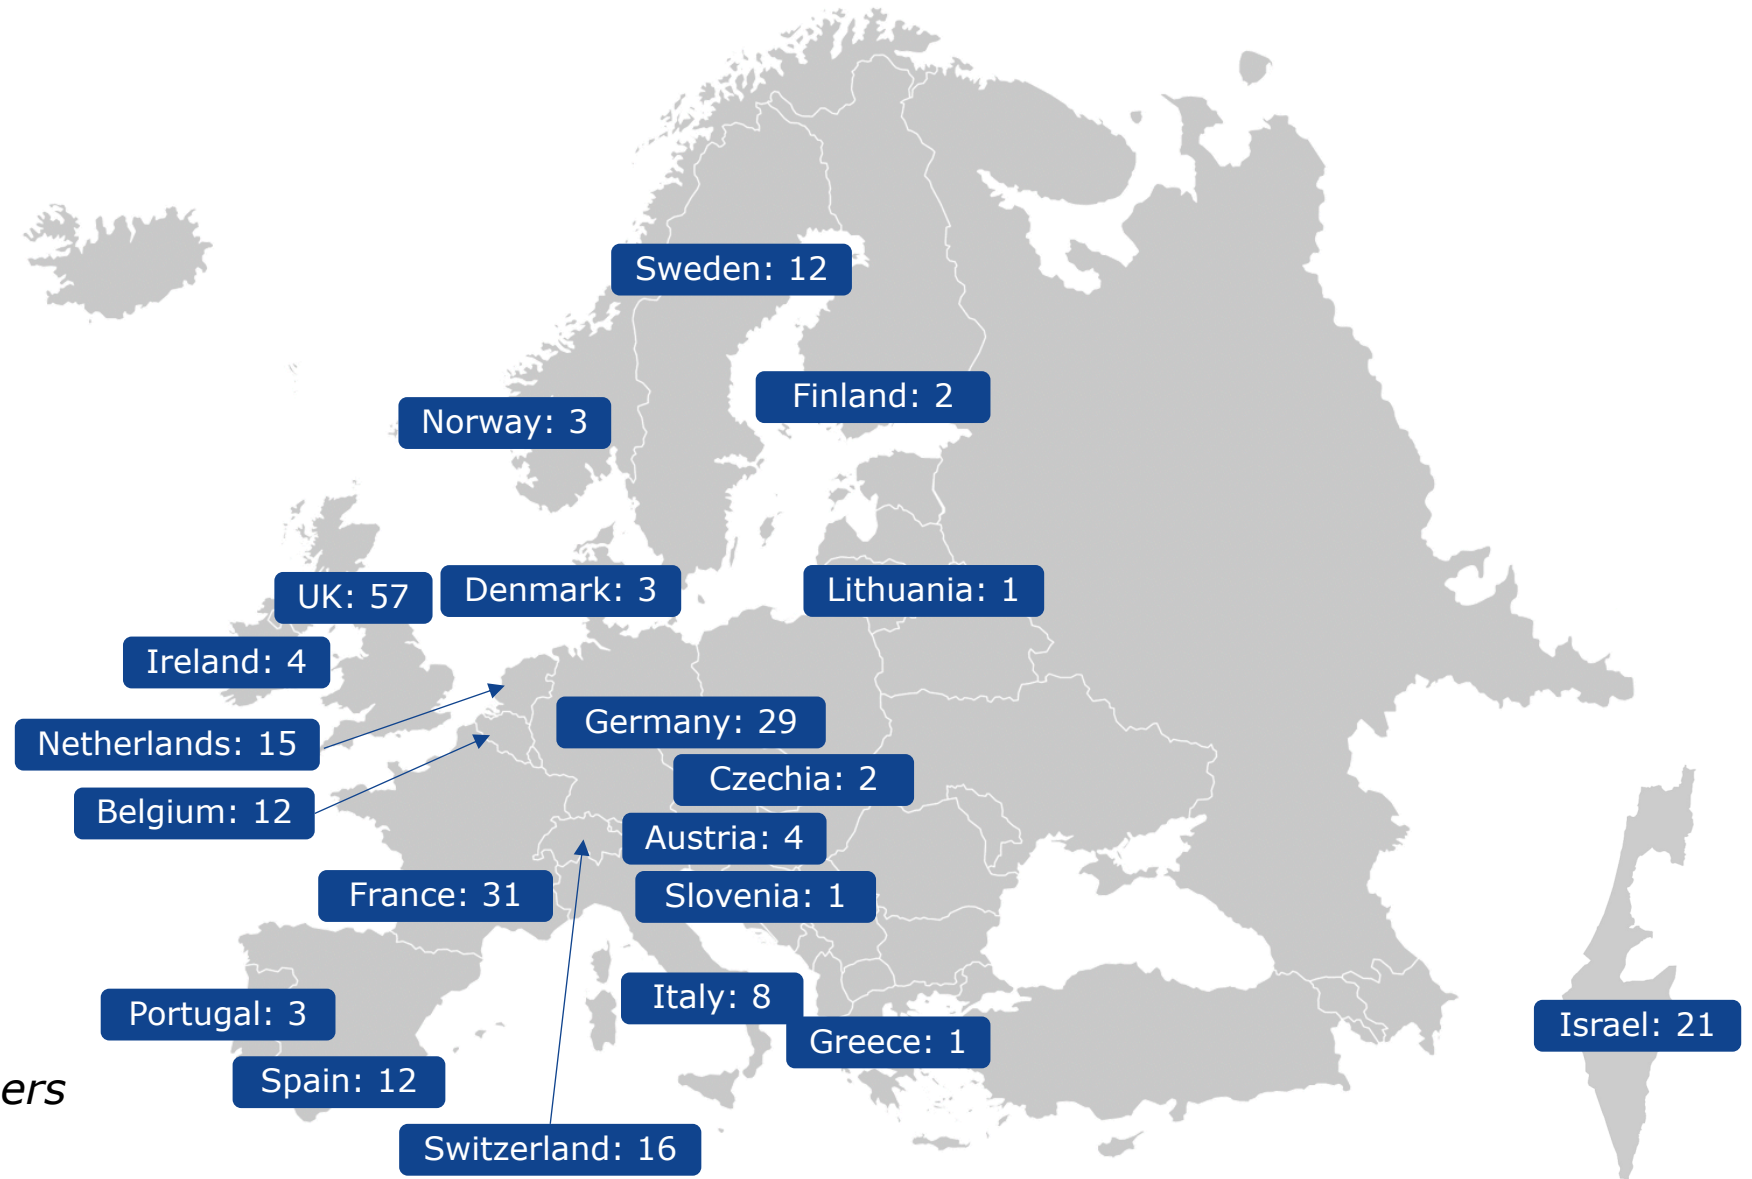 Sweden: 12
Finland: 2
Norway: 3
UK: 57
Denmark: 3
Lithuania: 1
Ireland: 4
Germany: 29
Netherlands: 15
Czechia: 2
Belgium: 12
Austria: 4
France: 31
Slovenia: 1
Italy: 8
Portugal: 3
Israel: 21
Greece: 1
Spain: 12
ers
Switzerland: 16